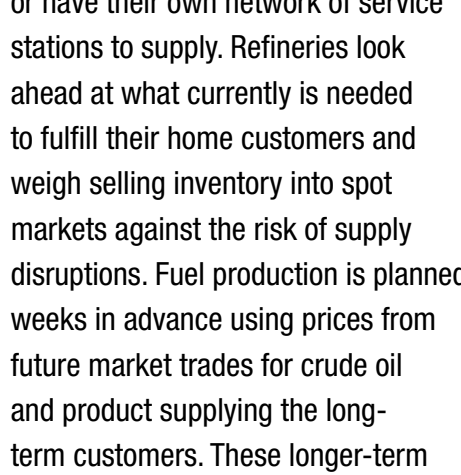 or have their own network of service
stations to supply. Refineries look
ahead at what currently is needed
to fulfill their home customers and
weigh selling inventory into spot
markets against the risk of supply
disruptions. Fuel production is planned
weeks in advance using prices from
future market trades for crude oil
and product supplying the long-
term customers. These longer-term